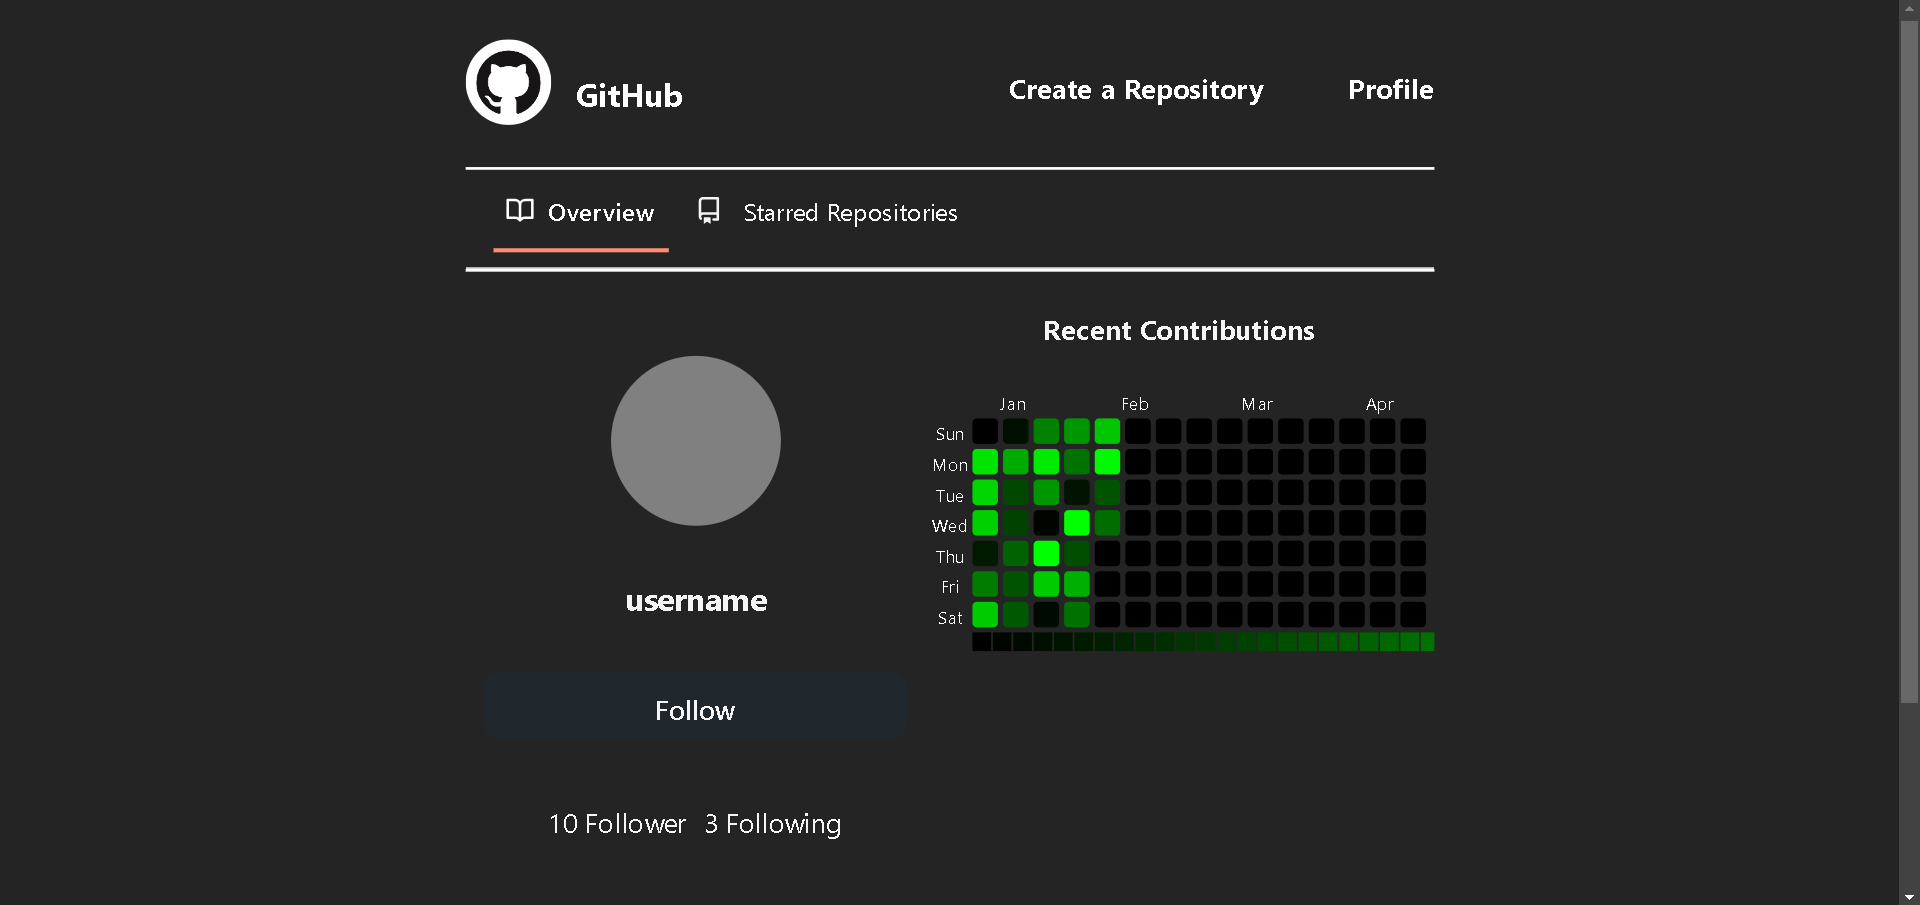 GitHub
Create a Repository
Profile
Overview
Starred Repositories
Recent Contributions
Jan Feb Mar Apr
Sun
Mon
Tue
Wed
Thu
Fri
Sat
username
Follow
10 Follower 3 Following